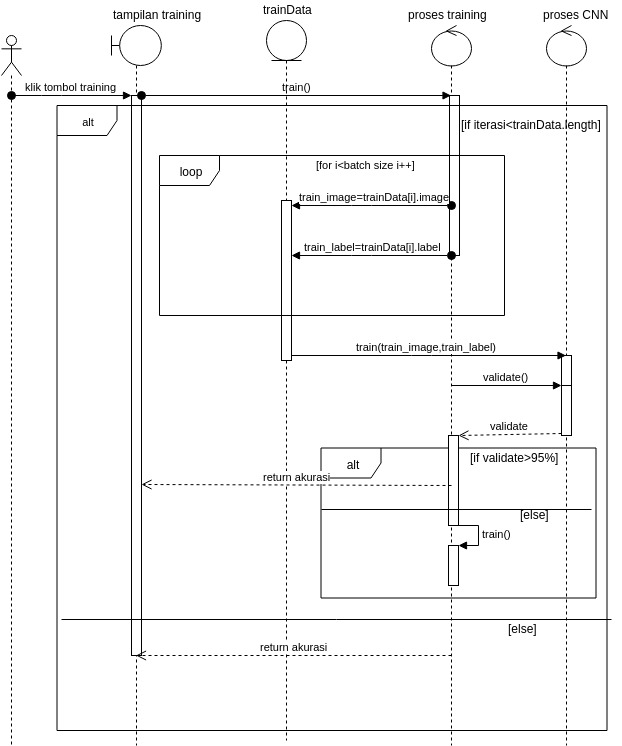 tampilan training
trainData
proses training
proses CNN
klik tombol training
train()
alt
[if iterasi<trainData.length]
loop
[for i<batch size i++]
train_image=trainData[i].image
train_label=trainData[i].label
train(train_image,train_label)
validate()
validate
alt
[if validate>95%]
return akurasi
[else]
train()
[else]
return akurasi